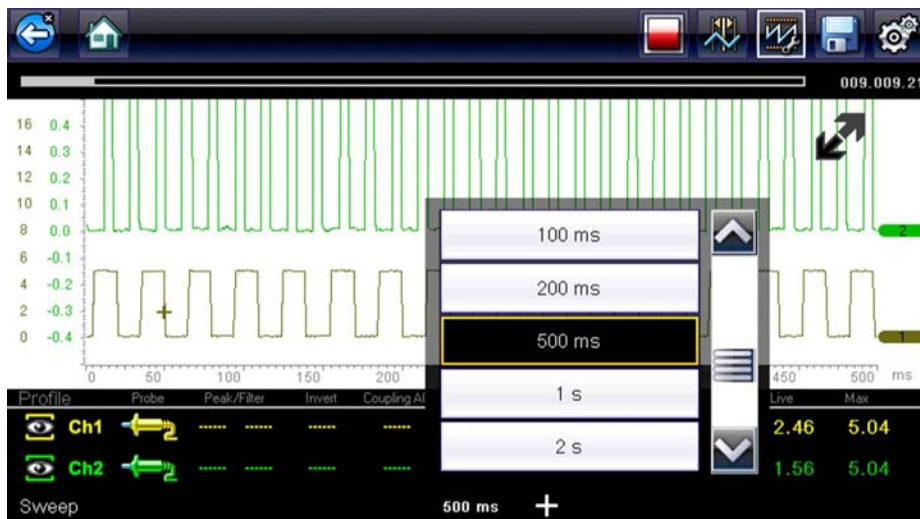 009.009.21
16 0.4
14 0.3
12 0.2
10 0.1
8 0.0
6 -0.1
4 -0.2
2 -0.3
0 -0.4
2
1
100 ms
200 ms
500 ms
1 s
2 s
0 50 100 150 200 450 500 ms
Profile Probe Peak/Filter Invert Coupling Live Max
Ch1 2.46 5.04
Ch2 1.56 5.04
Sweep 500 ms